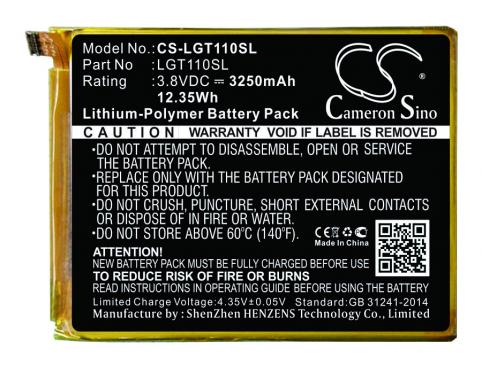 Model No.:CS-LGT110SL
Part No :LGT110SL
Rating :3.8VDC ⎓ 3250mAh
12.35Wh
Lithium-Polymer Battery Pack
CS
Cameron Sino
CAUTION WARRANTY VOID IF LABEL IS REMOVED
•DO NOT ATTEMPT TO DISASSEMBLE, OPEN OR SERVICE
THE BATTERY PACK.
•REPLACE ONLY WITH THE BATTERY PACK DESIGNATED
FOR THIS PRODUCT.
•DO NOT CRUSH, PUNCTURE, SHORT EXTERNAL CONTACTS
OR DISPOSE OF IN FIRE OR WATER.
•DO NOT STORE ABOVE 60℃ (140℉).
CE
Made In China
ATTENTION!
NEW BATTERY PACK MUST BE FULLY CHARGED BEFORE USE
TO REDUCE RISK OF FIRE OR BURNS
READ INSTRUCTIONS IN OPERATING BATTERY BEFORE USE
Limited Charge Voltage:4.35V±0.05V Standard:GB 31241-2014
Manufacture by : ShenZhen HENZENS Technology Co., Ltd.